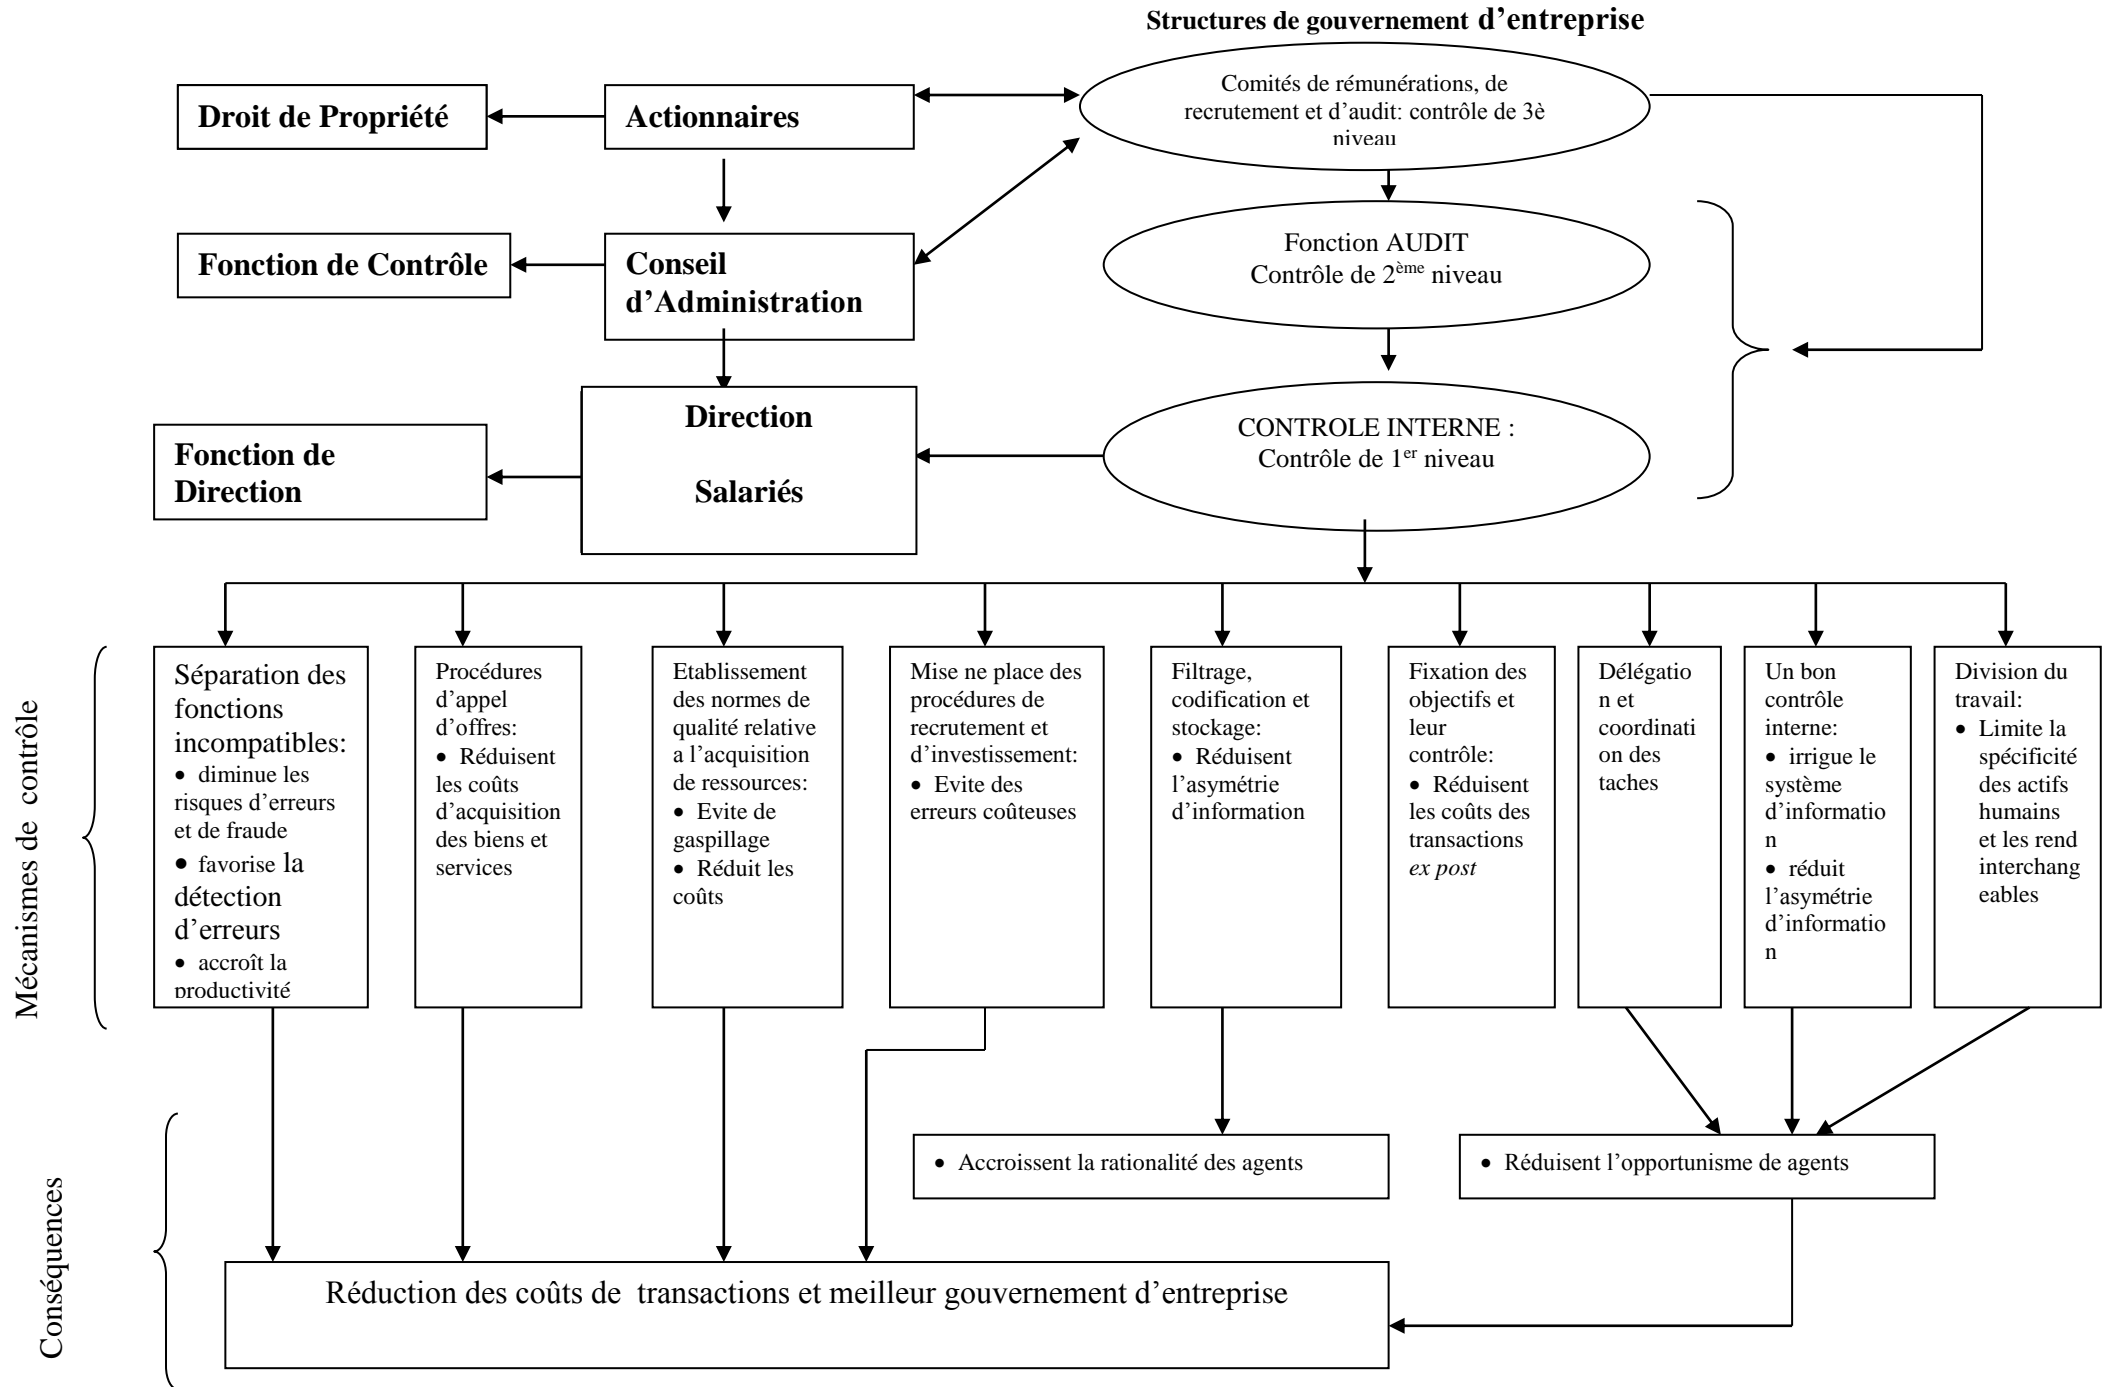 Structures de gouvernement d’entreprise
Comités de rémunérations, de
recrutement et d’audit: contrôle de 3è
niveau
Droit de Propriété
Actionnaires
Fonction de Contrôle
Conseil
d’Administration
Fonction AUDIT
Contrôle de 2ème niveau
Direction
Salariés
CONTROLE INTERNE :
Contrôle de 1er niveau
Fonction de
Direction
Mécanismes de contrôle
Séparation des
fonctions
incompatibles:
• diminue les
risques d’erreurs
et de fraude
• favorise la
détection
d’erreurs
• accroît la
productivité
Procédures
d’appel
d’offres:
• Réduisent
les coûts
d’acquisition
des biens et
services
Etablissement
des normes de
qualité relative
a l’acquisition
de ressources:
• Evite de
gaspillage
• Réduit les
coûts
Mise ne place des
procédures de
recrutement et
d’investissement:
• Evite des
erreurs coûteuses
Filtrage,
codification et
stockage:
• Réduisent
l’asymétrie
d’information
Fixation des
objectifs et
leur
contrôle:
• Réduisent
les coûts des
transactions
ex post
Délégatio
n et
coordinati
on des
taches
Un bon
contrôle
interne:
• irrigue le
système
d’informatio
n
• réduit
l’asymétrie
d’informatio
n
Division du
travail:
• Limite la
spécificité
des actifs
humains
et les rend
interchang
eables
Conséquences
• Accroissent la rationalité des agents
• Réduisent l’opportunisme de agents
Réduction des coûts de transactions et meilleur gouvernement d’entreprise